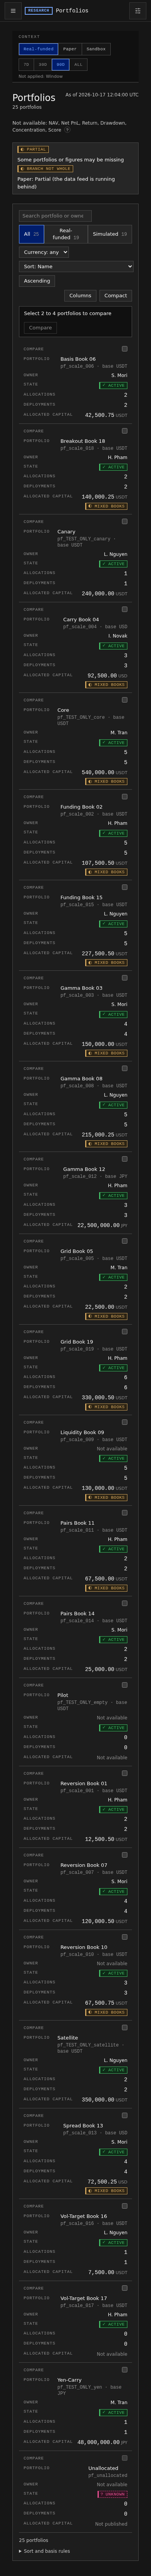 RESEARCH Portfolios
CONTEXT
Real-funded Paper Sandbox
7D 30D 90D ALL
Not applied: Window
Portfolios
As of 2026-10-17 12:04:00 UTC
25 portfolios
Not available: NAV, Net PnL, Return, Drawdown, Concentration, Score ?
PARTIAL
Some portfolios or figures may be missing
BRANCH NOT WHOLE
Paper: Partial (the data feed is running behind)
Search portfolio or owner
All 25 Real-funded Simulated
Currency: any
Sort: Name
Ascending
Columns Compact
Select 2 to 4 portfolios to compare
Compare
COMPARE
PORTFOLIO Basis Book 06
pf_scale_006 · base USDT
OWNER S. Mori
STATE ✓ ACTIVE
ALLOCATIONS 2
DEPLOYMENTS 2
ALLOCATED CAPITAL 42,500.75 USDT
COMPARE
PORTFOLIO Breakout Book 18
pf_scale_018 · base USDT
OWNER H. Pham
STATE ✓ ACTIVE
ALLOCATIONS 2
DEPLOYMENTS 2
ALLOCATED CAPITAL 140,000.25 USDT
MIXED BOOKS
COMPARE
PORTFOLIO Canary
pf_TEST_ONLY_canary · base USDT
OWNER L. Nguyen
STATE ✓ ACTIVE
ALLOCATIONS 1
DEPLOYMENTS 1
ALLOCATED CAPITAL 240,000.00 USDT
COMPARE
PORTFOLIO Carry Book 04
pf_scale_004 · base USD
OWNER I. Novak
STATE ✓ ACTIVE
ALLOCATIONS 3
DEPLOYMENTS 3
ALLOCATED CAPITAL 92,500.00 USD
MIXED BOOKS
COMPARE
PORTFOLIO Core
pf_TEST_ONLY_core · base USDT
OWNER M. Tran
STATE ✓ ACTIVE
ALLOCATIONS 5
DEPLOYMENTS 5
ALLOCATED CAPITAL 540,000.00 USDT
MIXED BOOKS
COMPARE
PORTFOLIO Funding Book 02
pf_scale_002 · base USDT
OWNER H. Pham
STATE ✓ ACTIVE
ALLOCATIONS 5
DEPLOYMENTS 5
ALLOCATED CAPITAL 107,500.50 USDT
MIXED BOOKS
COMPARE
PORTFOLIO Funding Book 15
pf_scale_015 · base USDT
OWNER L. Nguyen
STATE ✓ ACTIVE
ALLOCATIONS 5
DEPLOYMENTS 5
ALLOCATED CAPITAL 227,500.50 USDT
MIXED BOOKS
COMPARE
PORTFOLIO Gamma Book 03
pf_scale_003 · base USDT
OWNER S. Mori
STATE ✓ ACTIVE
ALLOCATIONS 4
DEPLOYMENTS 4
ALLOCATED CAPITAL 150,000.00 USDT
MIXED BOOKS
COMPARE
PORTFOLIO Gamma Book 08
pf_scale_008 · base USDT
OWNER L. Nguyen
STATE ✓ ACTIVE
ALLOCATIONS 5
DEPLOYMENTS 5
ALLOCATED CAPITAL 215,000.25 USDT
MIXED BOOKS
COMPARE
PORTFOLIO Gamma Book 12
pf_scale_012 · base JPY
OWNER H. Pham
STATE ✓ ACTIVE
ALLOCATIONS 3
DEPLOYMENTS 3
ALLOCATED CAPITAL 22,500,000.00 JPY
COMPARE
PORTFOLIO Grid Book 05
pf_scale_005 · base USDT
OWNER M. Tran
STATE ✓ ACTIVE
ALLOCATIONS 2
DEPLOYMENTS 2
ALLOCATED CAPITAL 22,500.00 USDT
MIXED BOOKS
COMPARE
PORTFOLIO Grid Book 19
pf_scale_019 · base USDT
OWNER H. Pham
STATE ✓ ACTIVE
ALLOCATIONS 6
DEPLOYMENTS 6
ALLOCATED CAPITAL 330,000.50 USDT
MIXED BOOKS
COMPARE
PORTFOLIO Liquidity Book 09
pf_scale_009 · base USDT
OWNER Not available
STATE ✓ ACTIVE
ALLOCATIONS 5
DEPLOYMENTS 5
ALLOCATED CAPITAL 130,000.00 USDT
MIXED BOOKS
COMPARE
PORTFOLIO Pairs Book 11
pf_scale_011 · base USDT
OWNER H. Pham
STATE ✓ ACTIVE
ALLOCATIONS 2
DEPLOYMENTS 2
ALLOCATED CAPITAL 67,500.00 USDT
MIXED BOOKS
COMPARE
PORTFOLIO Pairs Book 14
pf_scale_014 · base USDT
OWNER S. Mori
STATE ✓ ACTIVE
ALLOCATIONS 2
DEPLOYMENTS 2
ALLOCATED CAPITAL 25,000.00 USDT
COMPARE
PORTFOLIO Pilot
pf_TEST_ONLY_empty · base USDT
OWNER Not available
STATE ✓ ACTIVE
ALLOCATIONS 0
DEPLOYMENTS 0
ALLOCATED CAPITAL Not available
COMPARE
PORTFOLIO Reversion Book 01
pf_scale_001 · base USDT
OWNER H. Pham
STATE ✓ ACTIVE
ALLOCATIONS 2
DEPLOYMENTS 2
ALLOCATED CAPITAL 12,500.50 USDT
COMPARE
PORTFOLIO Reversion Book 07
pf_scale_007 · base USDT
OWNER S. Mori
STATE ✓ ACTIVE
ALLOCATIONS 4
DEPLOYMENTS 4
ALLOCATED CAPITAL 120,000.50 USDT
COMPARE
PORTFOLIO Reversion Book 10
pf_scale_010 · base USDT
OWNER Not available
STATE ✓ ACTIVE
ALLOCATIONS 3
DEPLOYMENTS 3
ALLOCATED CAPITAL 67,500.75 USDT
MIXED BOOKS
COMPARE
PORTFOLIO Satellite
pf_TEST_ONLY_satellite · base USDT
OWNER L. Nguyen
STATE ✓ ACTIVE
ALLOCATIONS 2
DEPLOYMENTS 2
ALLOCATED CAPITAL 350,000.00 USDT
COMPARE
PORTFOLIO Spread Book 13
pf_scale_013 · base USD
OWNER S. Mori
STATE ✓ ACTIVE
ALLOCATIONS 4
DEPLOYMENTS 4
ALLOCATED CAPITAL 72,500.25 USD
MIXED BOOKS
COMPARE
PORTFOLIO Vol-Target Book 16
pf_scale_016 · base USDT
OWNER L. Nguyen
STATE ✓ ACTIVE
ALLOCATIONS 1
DEPLOYMENTS 1
ALLOCATED CAPITAL 7,500.00 USDT
COMPARE
PORTFOLIO Vol-Target Book 17
pf_scale_017 · base USDT
OWNER H. Pham
STATE ✓ ACTIVE
ALLOCATIONS 0
DEPLOYMENTS 0
ALLOCATED CAPITAL Not available
COMPARE
PORTFOLIO Yen-Carry
pf_TEST_ONLY_yen · base JPY
OWNER M. Tran
STATE ✓ ACTIVE
ALLOCATIONS 1
DEPLOYMENTS 1
ALLOCATED CAPITAL 48,000,000.00 JPY
COMPARE
PORTFOLIO Unallocated
pf_unallocated
OWNER Not available
STATE ? UNKNOWN
ALLOCATIONS 0
DEPLOYMENTS 0
ALLOCATED CAPITAL Not published
25 portfolios
▶ Sort and basis rules